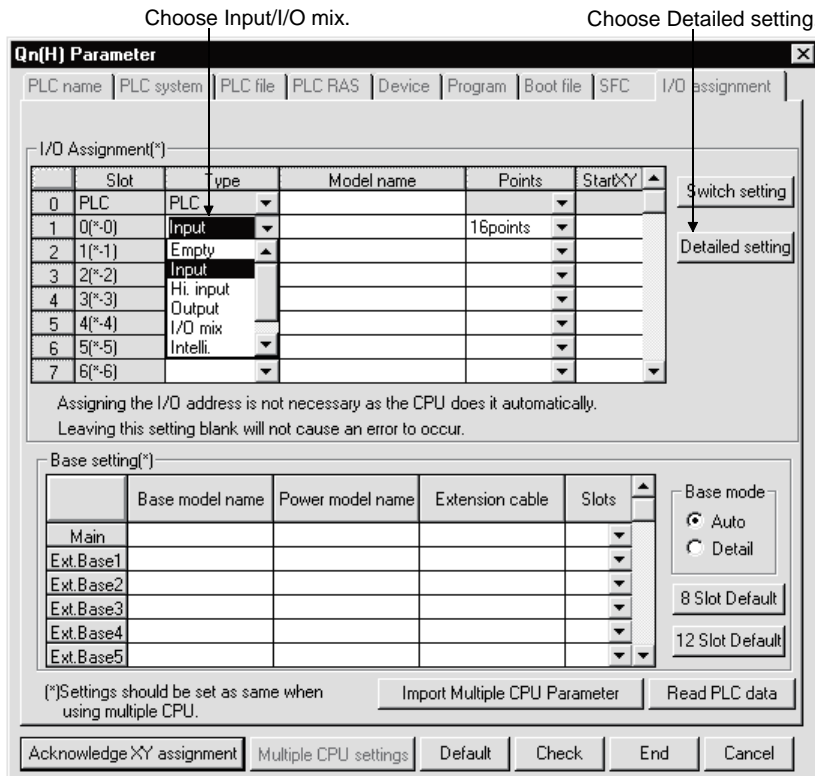 Choose Input/I/O mix.
Choose Detailed setting
Qn(H) Parameter
PLC name PLC system PLC file PLC RAS Device Program Boot file SFC I/O assignment
I/O Assignment(*)
Slot Type Model name Points StartXY
Switch setting
0 PLC PLC
1 0(*-0) Input 16points
Detailed setting
2 1(*-1) Empty
3 2(*-2) Input
Hi. input
4 3(*-3)
Output
5 4(*-4) I/O mix
6 5(*-5) Intelli.
7 6(*-6)
Assigning the I/O address is not necessary as the CPU does it automatically.
Leaving this setting blank will not cause an error to occur.
Base setting(*)
Base model name Power model name Extension cable Slots
Base mode
Auto
Detail
Main
Ext.Base1
Ext.Base2
Ext.Base3
Ext.Base4
Ext.Base5
8 Slot Default
12 Slot Default
(*)Settings should be set as same when
using multiple CPU.
Import Multiple CPU Parameter Read PLC data
Acknowledge XY assignment Multiple CPU settings Default Check End Cancel